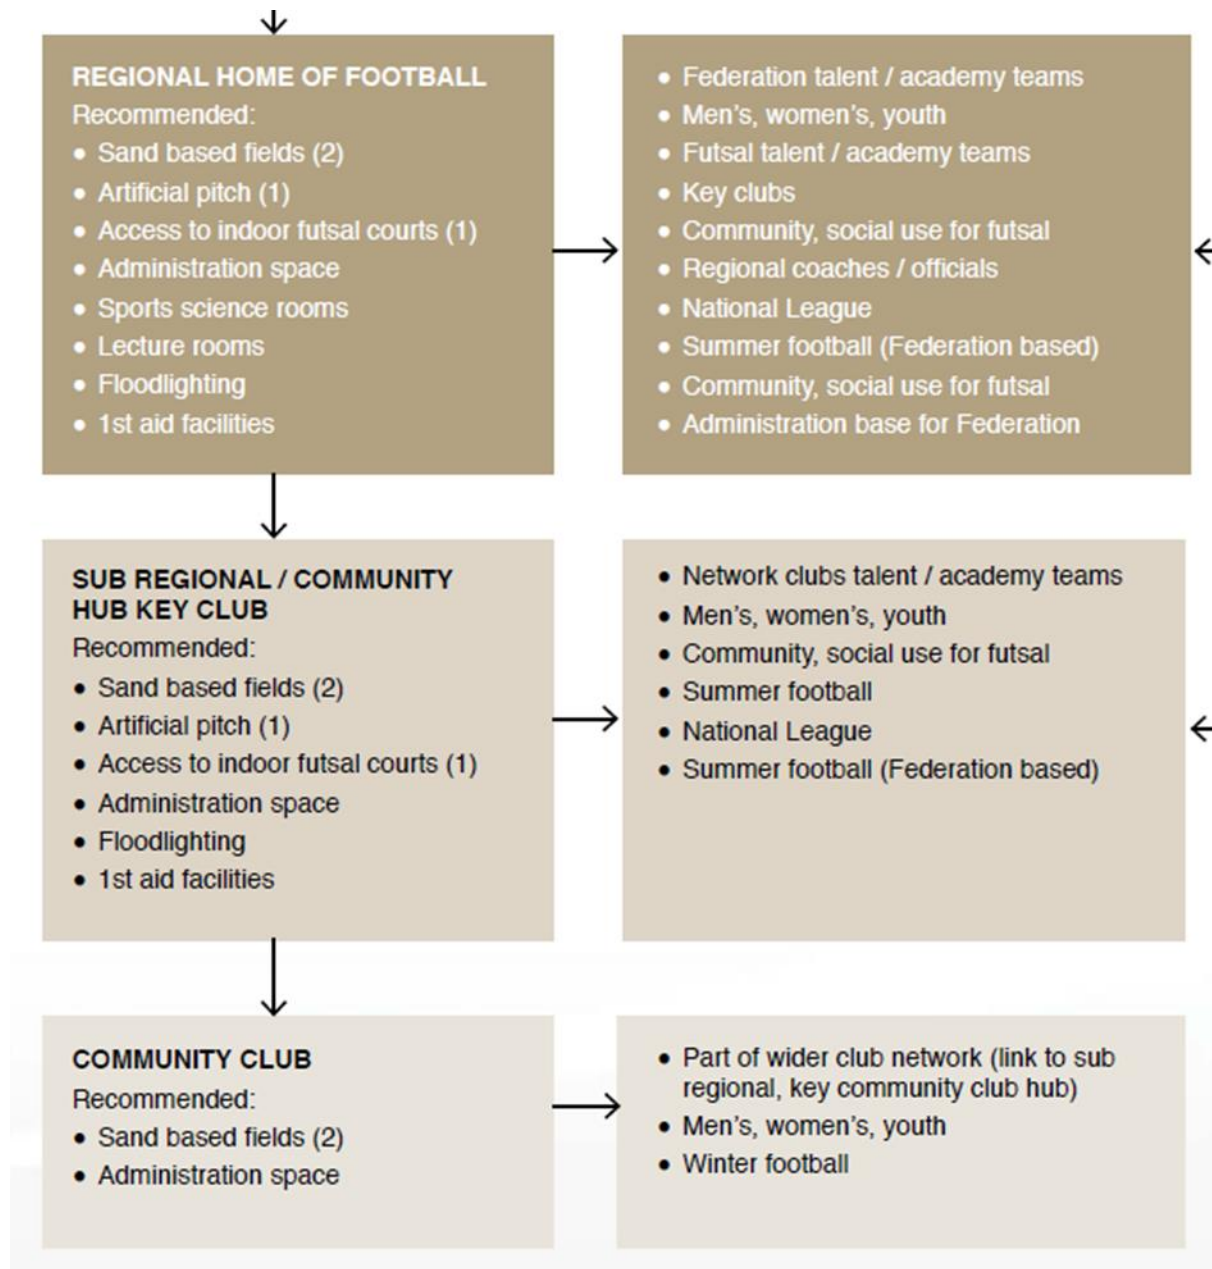 REGIONAL HOME OF FOOTBALL
Recommended:
• Sand based fields (2)
• Artificial pitch (1)
• Access to indoor futsal courts (1)
• Administration space
• Sports science rooms
• Lecture rooms
• Floodlighting
• 1st aid facilities
• Federation talent / academy teams
• Men's, women's, youth
• Futsal talent / academy teams
• Key clubs
• Community, social use for futsal
• Regional coaches / officials
• National League
• Summer football (Federation based)
• Community, social use for futsal
• Administration base for Federation
SUB REGIONAL / COMMUNITY
HUB KEY CLUB
Recommended:
• Sand based fields (2)
• Artificial pitch (1)
• Access to indoor futsal courts (1)
• Administration space
• Floodlighting
• 1st aid facilities
• Network clubs talent / academy teams
• Men's, women's, youth
• Community, social use for futsal
• Summer football
• National League
• Summer football (Federation based)
COMMUNITY CLUB
Recommended:
• Sand based fields (2)
• Administration space
• Part of wider club network (link to sub
regional, key community club hub)
• Men's, women's, youth
• Winter football